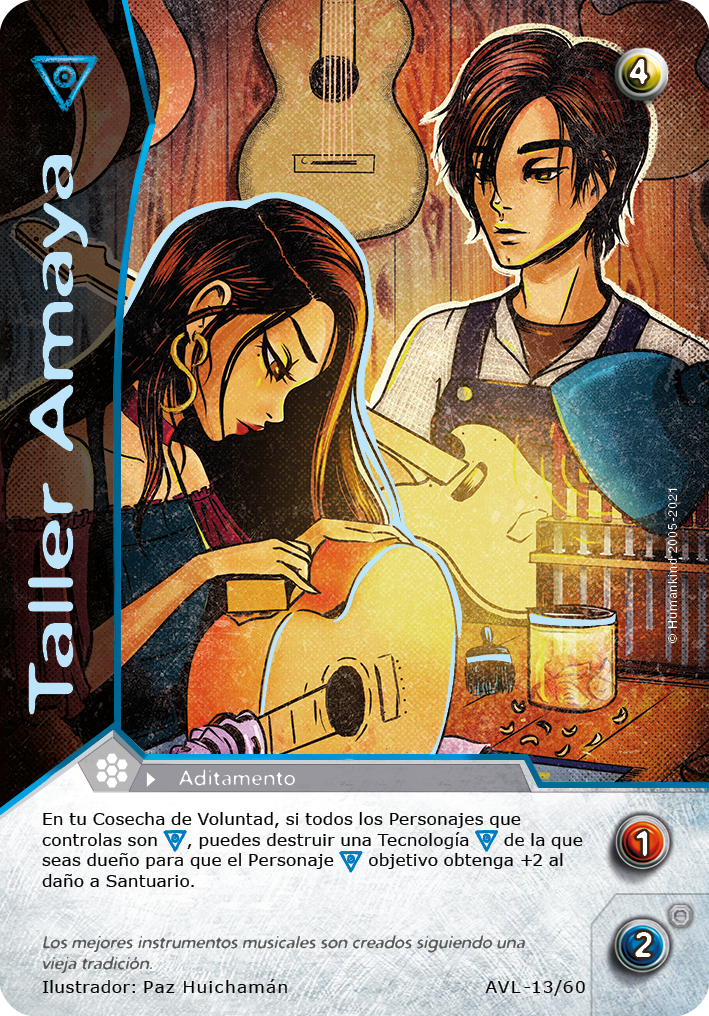 4
Taller Amaya
© Humankind 2005-2021
Aditamento
En tu Cosecha de Voluntad, si todos los Personajes que
controlas son , puedes destruir una Tecnología de la que
seas dueño para que el Personaje objetivo obtenga +2 al
daño a Santuario.
1
2
Los mejores instrumentos musicales son creados siguiendo una
vieja tradición.
Ilustrador: Paz Huichamán AVL-13/60